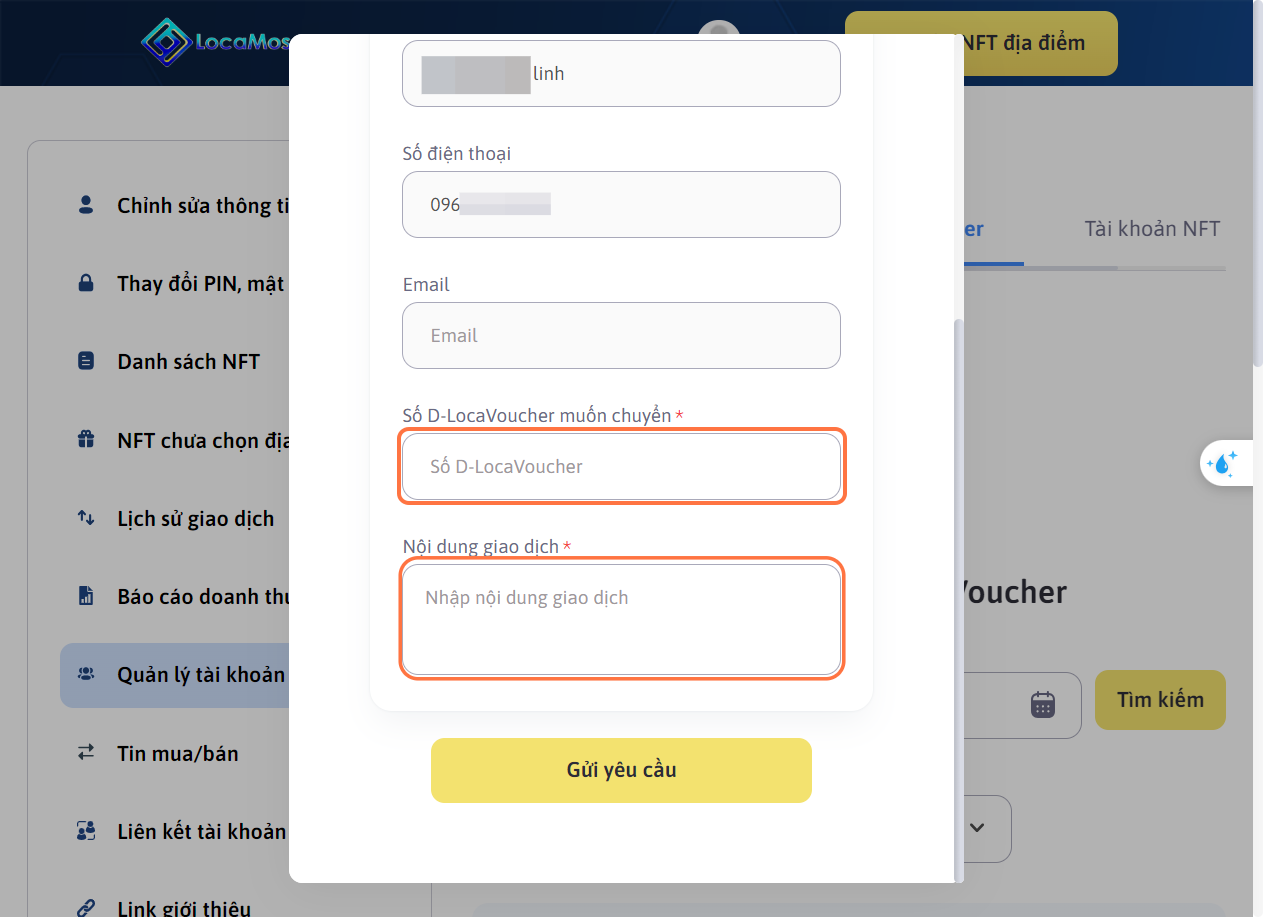 LocaMos
NFT địa điểm
linh
Số điện thoại
096
Email
Email
Số D-LocaVoucher muốn chuyển *
Số D-LocaVoucher
Nội dung giao dịch *
Nhập nội dung giao dịch
Gửi yêu cầu
Chỉnh sửa thông ti
Thay đổi PIN, mật
Danh sách NFT
NFT chưa chọn địa
Lịch sử giao dịch
Báo cáo doanh thu
Quản lý tài khoản
Tin mua/bán
Liên kết tài khoản
Link giới thiệu
er
Tài khoản NFT
Voucher
Tìm kiếm